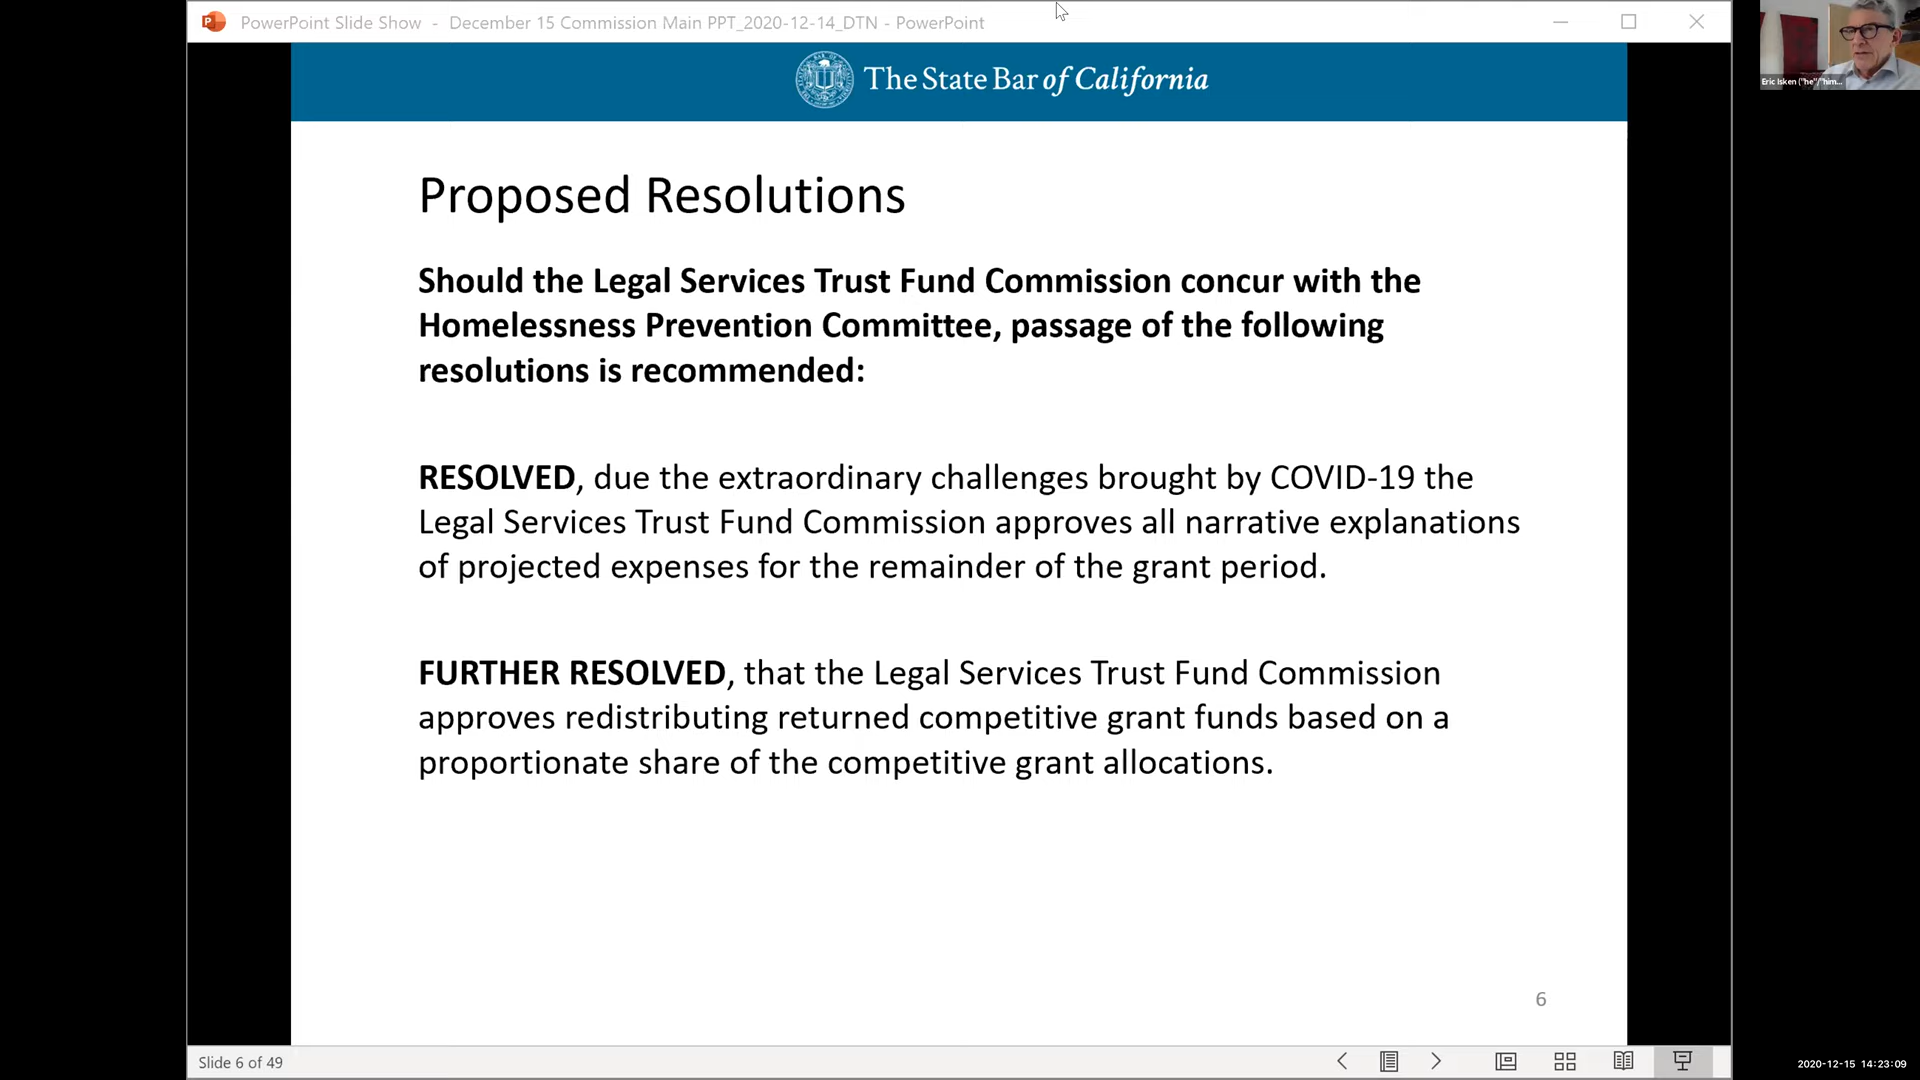 PowerPoint Slide Show - December 15 Commission Main PPT_2020-12-14_DTN - PowerPoint
Eric Isken ("he"/"him...
The State Bar of California
Proposed Resolutions
Should the Legal Services Trust Fund Commission concur with the
Homelessness Prevention Committee, passage of the following
resolutions is recommended:
RESOLVED, due the extraordinary challenges brought by COVID-19 the
Legal Services Trust Fund Commission approves all narrative explanations
of projected expenses for the remainder of the grant period.
FURTHER RESOLVED, that the Legal Services Trust Fund Commission
approves redistributing returned competitive grant funds based on a
proportionate share of the competitive grant allocations.
6
Slide 6 of 49
2020-12-15 14:23:09